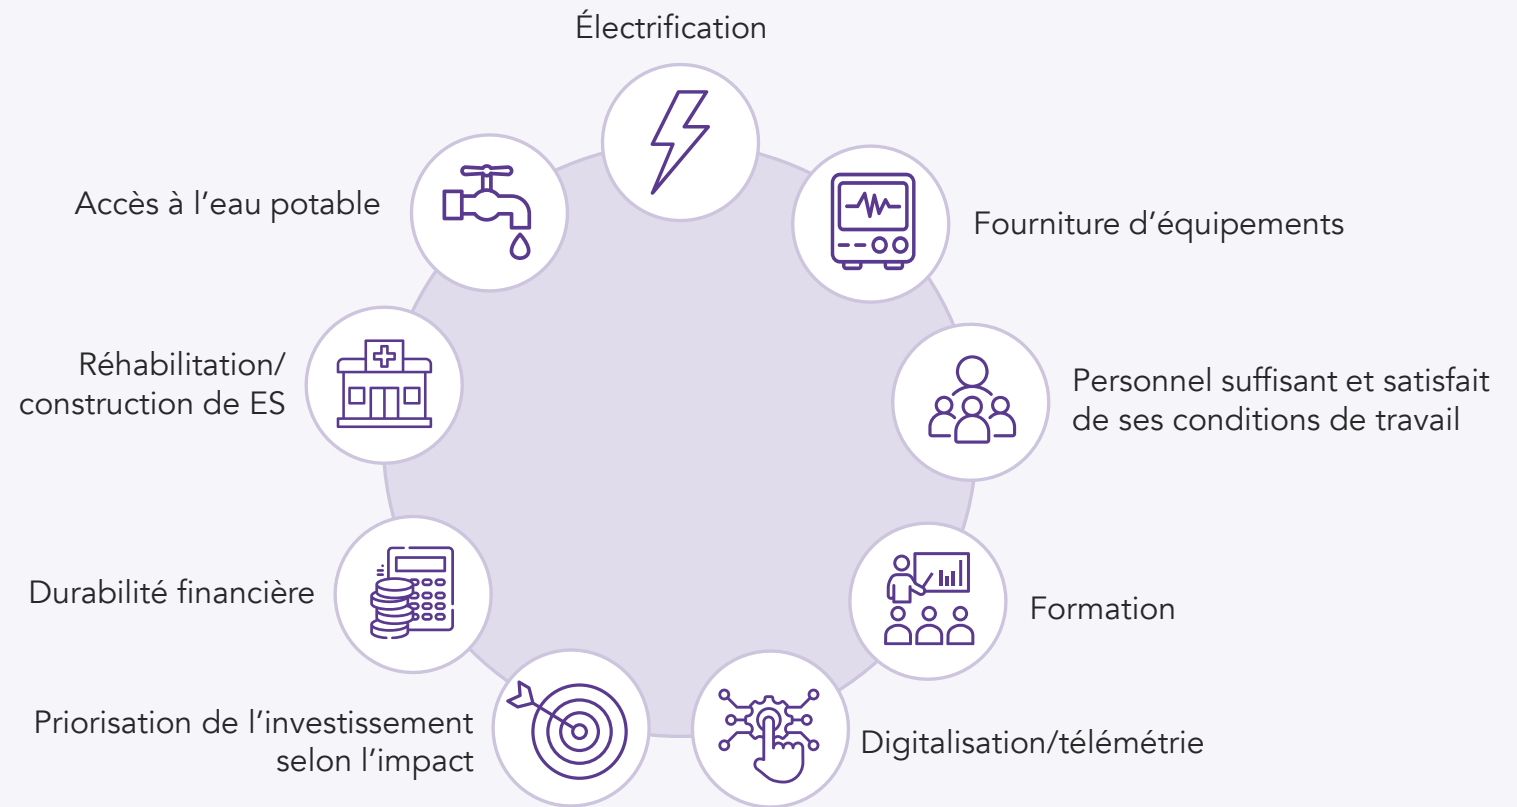 Électrification
Accès à l’eau potable
Fourniture d’équipements
Réhabilitation/
construction de ES
Personnel suffisant et satisfait
de ses conditions de travail
Durabilité financière
Formation
Priorisation de l’investissement
selon l’impact
Digitalisation/télémétrie